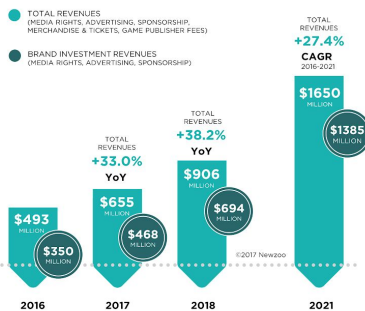 TOTAL REVENUES
(MEDIA RIGHTS, ADVERTISING, SPONSORSHIP,
MERCHANDISE & TICKETS, GAME PUBLISHER FEES)
BRAND INVESTMENT REVENUES
(MEDIA RIGHTS, ADVERTISING, SPONSORSHIP)
$493
MILLION
$350
MILLION
TOTAL
REVENUES
+33.0%
YoY
$655
MILLION
$468
MILLION
TOTAL
REVENUES
+38.2%
YoY
$906
MILLION
$694
MILLION
TOTAL
REVENUES
+27.4%
CAGR
2016-2021
$1650
MILLION
$1385
MILLION
©2017 Newzoo
2016
2017
2018
2021